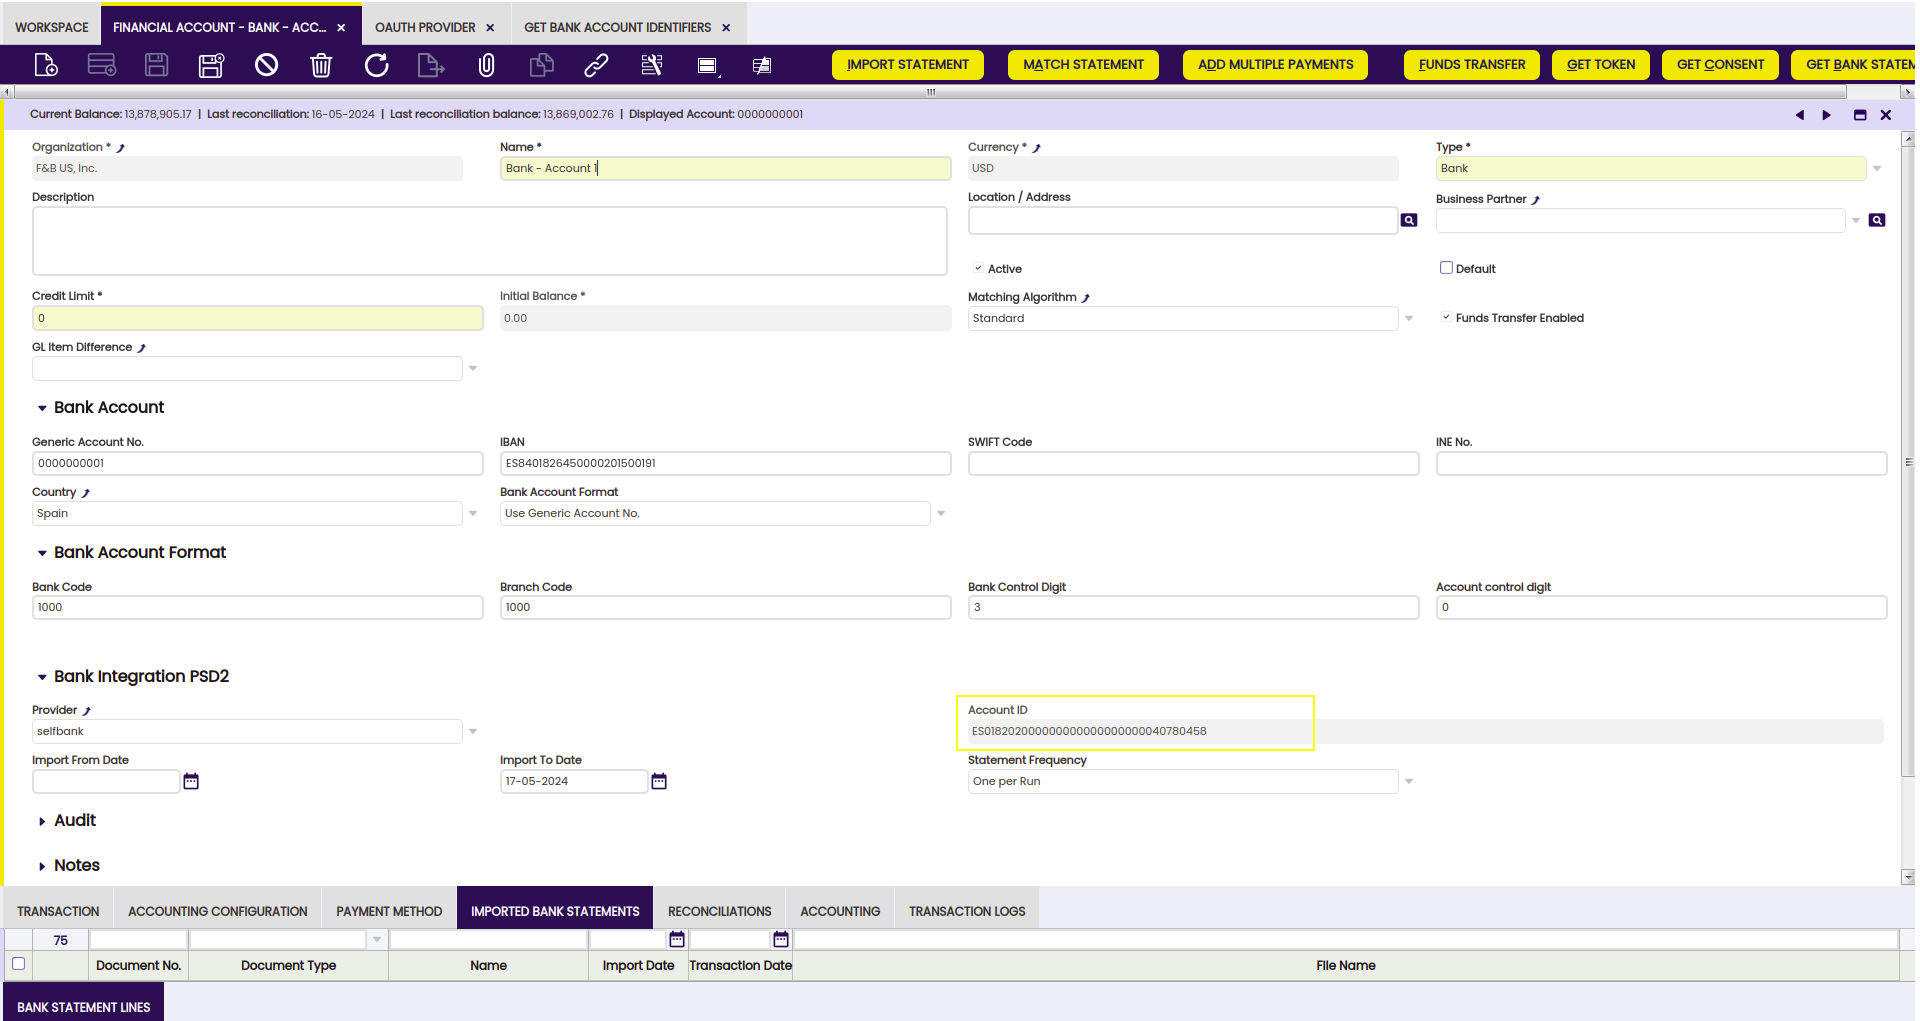 WORKSPACE
FINANCIAL ACCOUNT - BANK - ACC... ×
OAUTH PROVIDER ×
GET BANK ACCOUNT IDENTIFIERS ×
IMPORT STATEMENT
MATCH STATEMENT
ADD MULTIPLE PAYMENTS
FUNDS TRANSFER
GET TOKEN
GET CONSENT
GET BANK STATEM
Current Balance: 13,878,905.17 | Last reconciliation: 16-05-2024 | Last reconciliation balance: 13,869,002.76 | Displayed Account: 0000000001
Organization *
Name *
Currency *
Type *
F&B US, Inc.
Bank - Account 1
USD
Bank
Description
Location / Address
Business Partner
Active
Default
Credit Limit *
Initial Balance *
Matching Algorithm
0
0.00
Standard
Funds Transfer Enabled
GL Item Difference
Bank Account
Generic Account No.
IBAN
SWIFT Code
INE No.
0000000001
ES8401826450000201500191
Country
Bank Account Format
Spain
Use Generic Account No.
Bank Account Format
Bank Code
Branch Code
Bank Control Digit
Account control digit
1000
1000
3
0
Bank Integration PSD2
Provider
Account ID
selfbank
Import From Date
Import To Date
Statement Frequency
17-05-2024
One per Run
Audit
Notes
TRANSACTION
ACCOUNTING CONFIGURATION
PAYMENT METHOD
IMPORTED BANK STATEMENTS
RECONCILIATIONS
ACCOUNTING
TRANSACTION LOGS
75
Document No.
Document Type
Name
Import Date
Transaction Date
File Name
BANK STATEMENT LINES